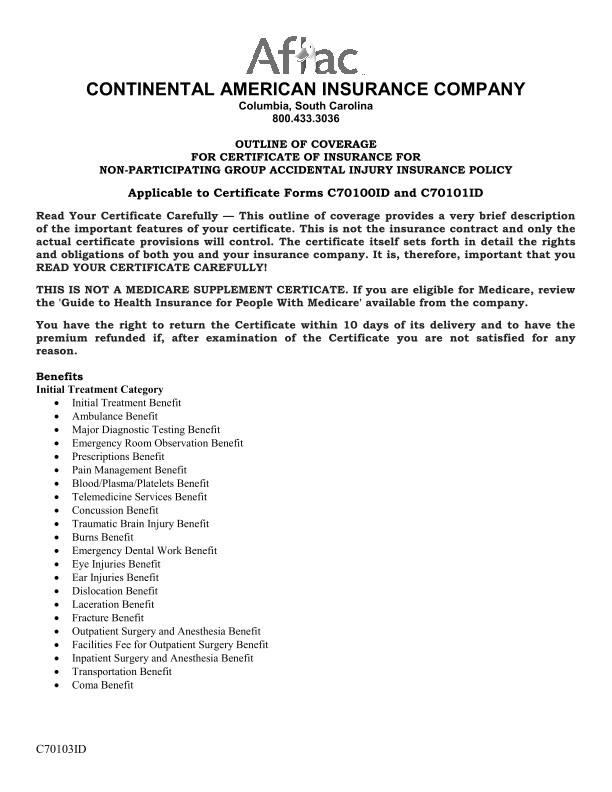 Aflac
CONTINENTAL AMERICAN INSURANCE COMPANY
Columbia, South Carolina
800.433.3036
OUTLINE OF COVERAGE
FOR CERTIFICATE OF INSURANCE FOR
NON-PARTICIPATING GROUP ACCIDENTAL INJURY INSURANCE POLICY
Applicable to Certificate Forms C70100ID and C70101ID
Read Your Certificate Carefully — This outline of coverage provides a very brief description
of the important features of your certificate. This is not the insurance contract and only the
actual certificate provisions will control. The certificate itself sets forth in detail the rights
and obligations of both you and your insurance company. It is, therefore, important that you
READ YOUR CERTIFICATE CAREFULLY!
THIS IS NOT A MEDICARE SUPPLEMENT CERTICATE. If you are eligible for Medicare, review
the 'Guide to Health Insurance for People With Medicare' available from the company.
You have the right to return the Certificate within 10 days of its delivery and to have the
premium refunded if, after examination of the Certificate you are not satisfied for any
reason.
Benefits
Initial Treatment Category
• Initial Treatment Benefit
• Ambulance Benefit
• Major Diagnostic Testing Benefit
• Emergency Room Observation Benefit
• Prescriptions Benefit
• Pain Management Benefit
• Blood/Plasma/Platelets Benefit
• Telemedicine Services Benefit
• Concussion Benefit
• Traumatic Brain Injury Benefit
• Burns Benefit
• Emergency Dental Work Benefit
• Eye Injuries Benefit
• Ear Injuries Benefit
• Dislocation Benefit
• Laceration Benefit
• Fracture Benefit
• Outpatient Surgery and Anesthesia Benefit
• Facilities Fee for Outpatient Surgery Benefit
• Inpatient Surgery and Anesthesia Benefit
• Transportation Benefit
• Coma Benefit
C70103ID